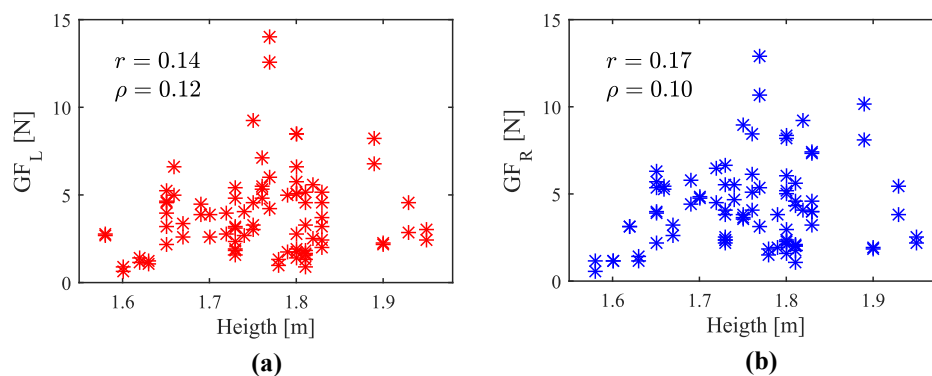 15
10
5
0
GF_L [N]
r = 0.14
ρ = 0.12
1.6 1.7 1.8 1.9
Heigth [m]
(a)
15
10
5
0
GF_R [N]
r = 0.17
ρ = 0.10
1.6 1.7 1.8 1.9
Heigth [m]
(b)